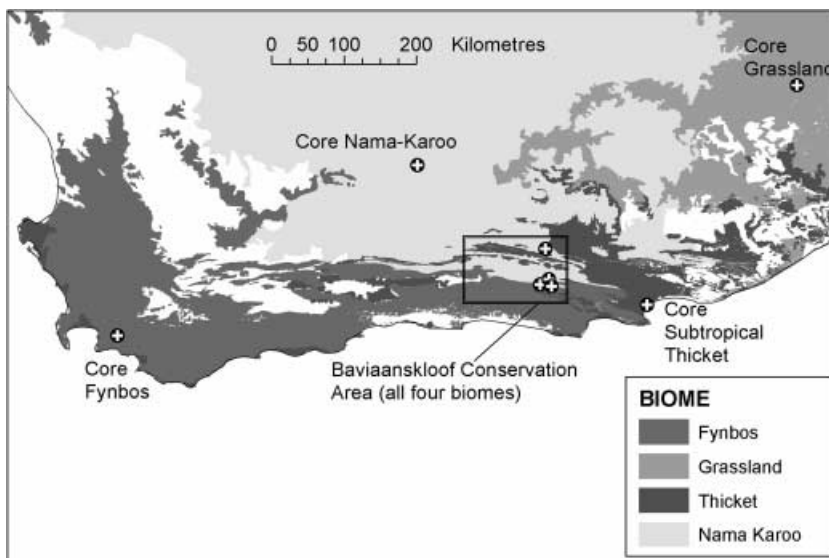 0 50 100 200 Kilometres
Core
Grassland
Core Nama-Karoo
Core
Subtropical
Thicket
Core
Fynbos
Baviaanskloof Conservation
Area (all four biomes)
BIOME
Fynbos
Grassland
Thicket
Nama Karoo